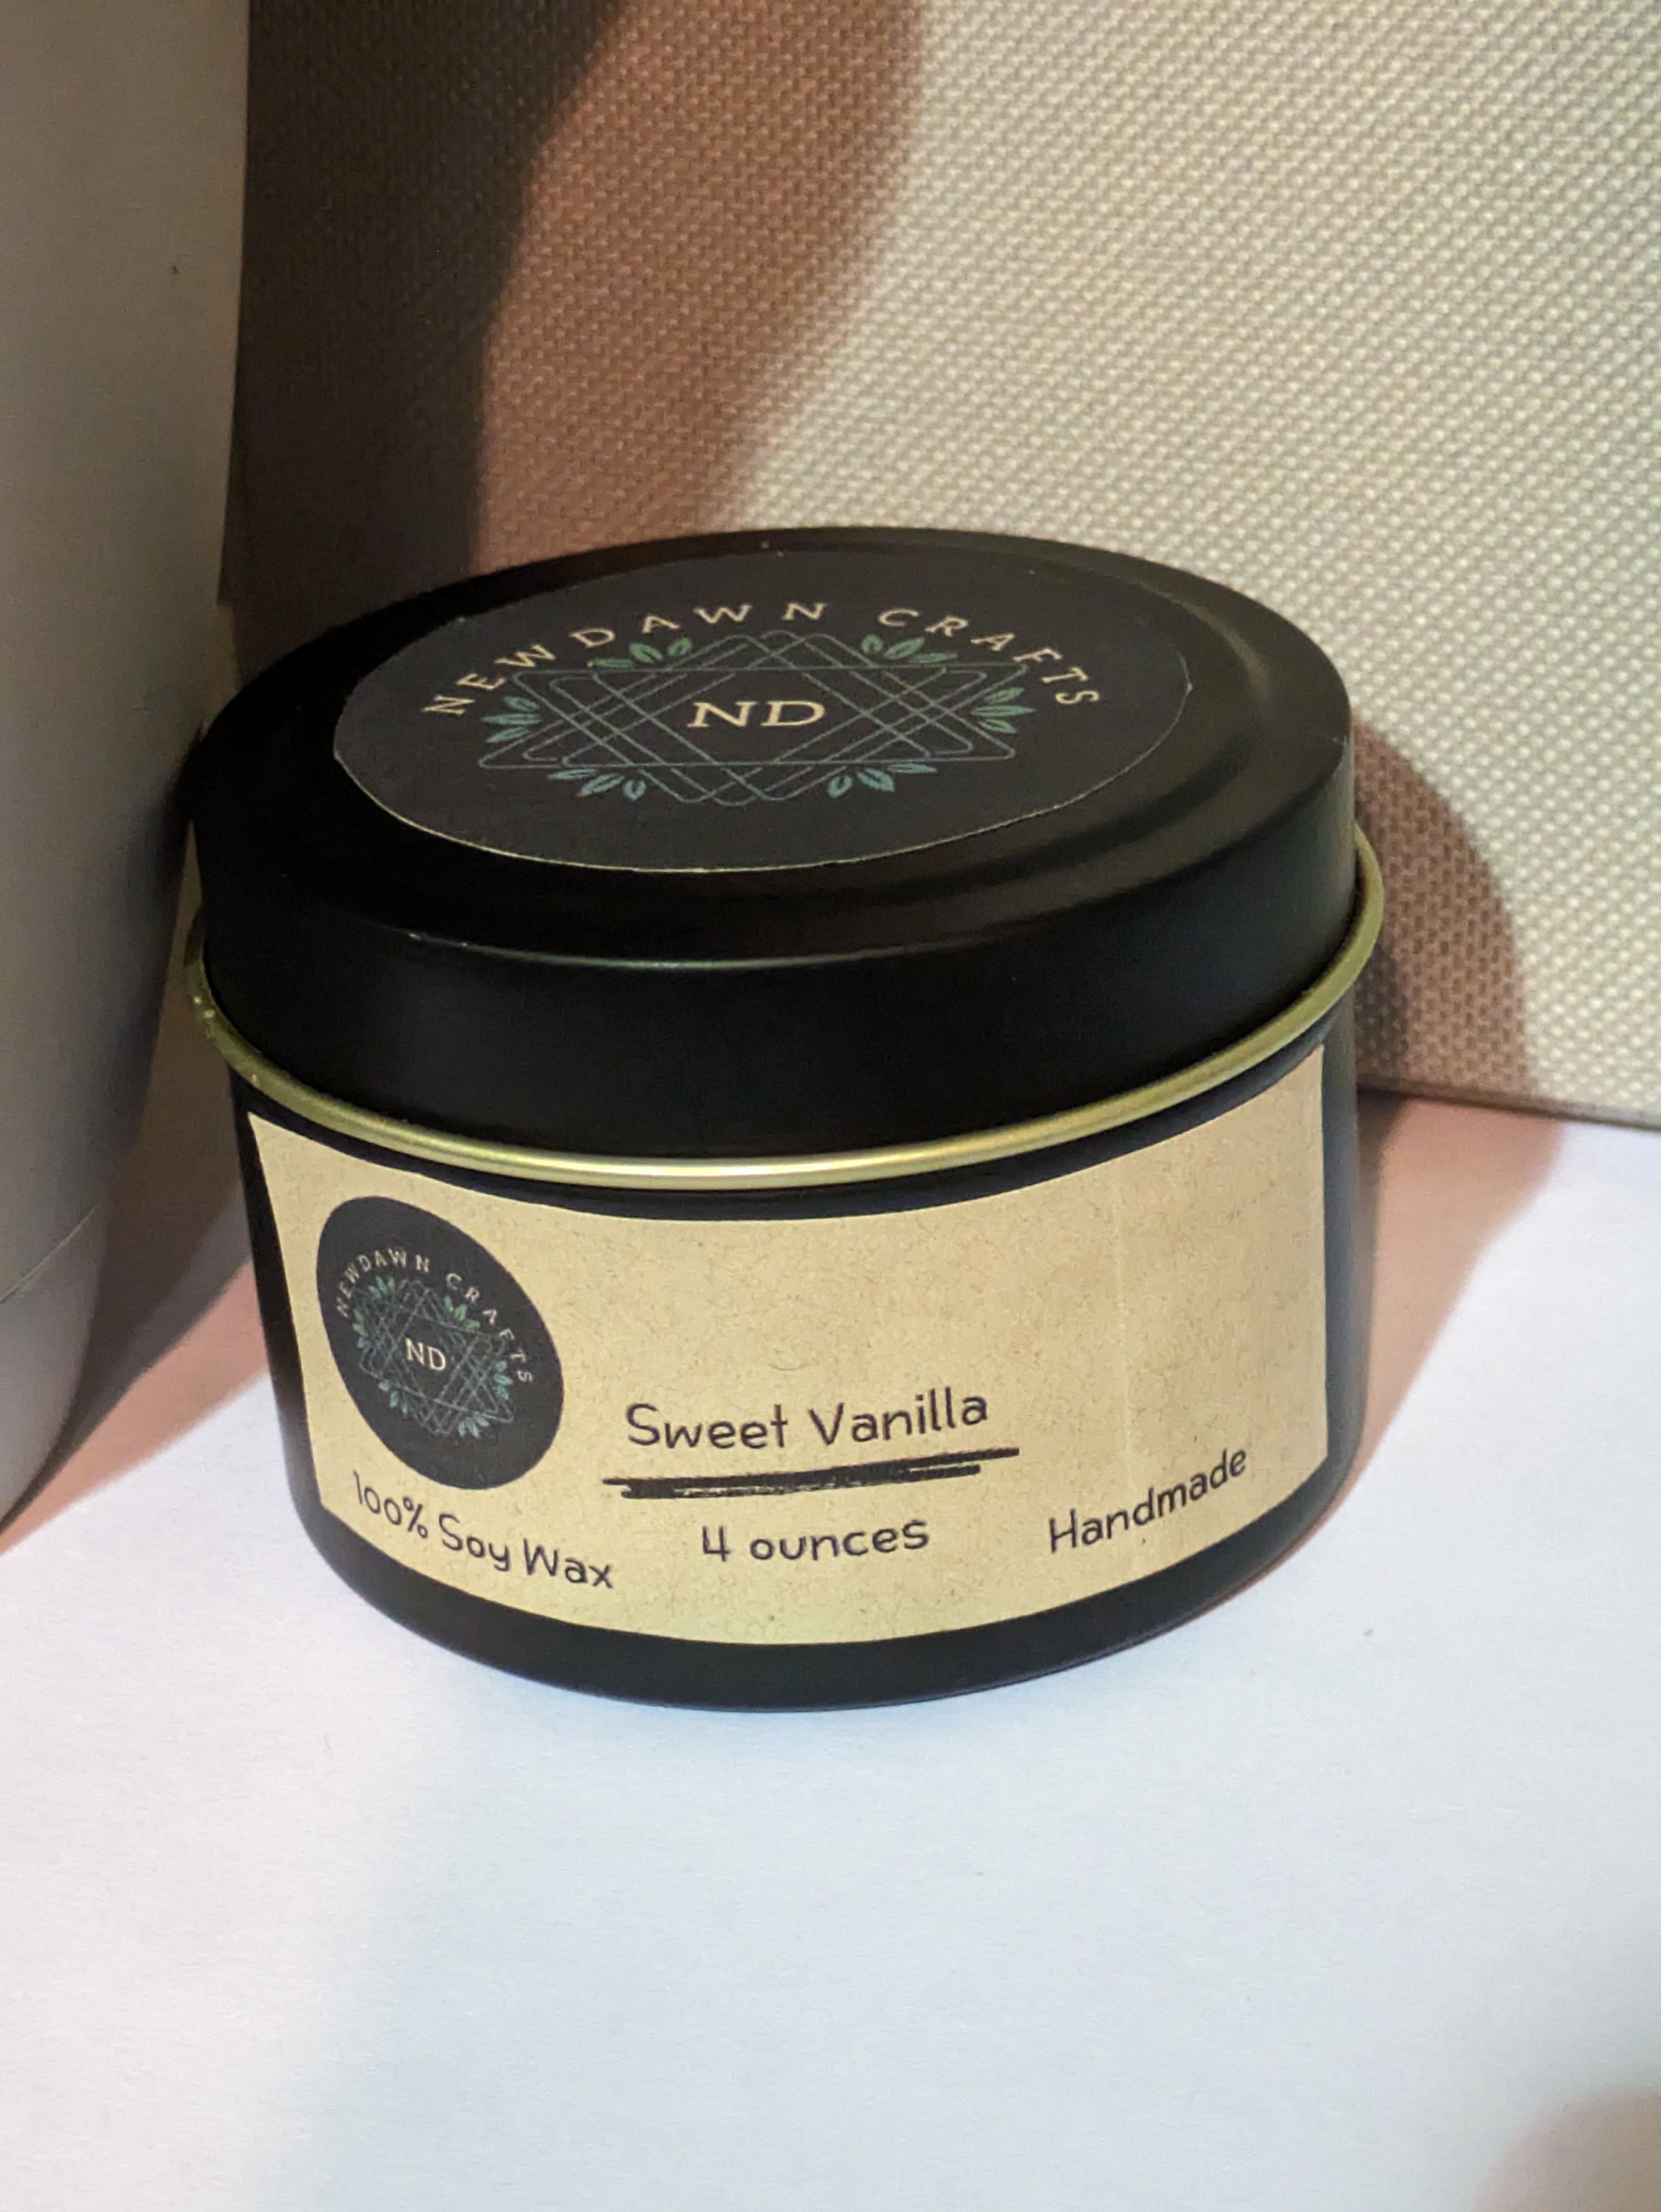 NEWDAWN CRAFTS
ND
NEWDAWN CRAFTS
ND
Sweet Vanilla
100% Soy Wax
4 ounces
Handmade